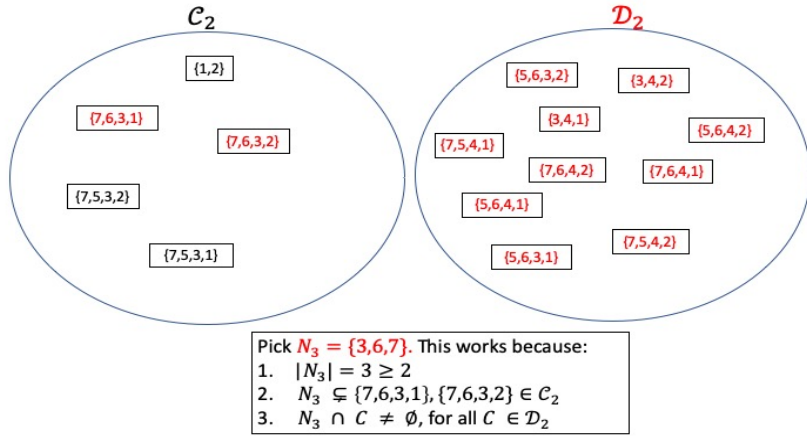 𝒞₂
𝒟₂
{1,2}
{7,6,3,1}
{7,6,3,2}
{7,5,3,2}
{7,5,3,1}
{5,6,3,2}
{3,4,2}
{3,4,1}
{5,6,4,2}
{7,5,4,1}
{7,6,4,2}
{7,6,4,1}
{5,6,4,1}
{7,5,4,2}
{5,6,3,1}
Pick N₃ = {3,6,7}. This works because:
1. |N₃| = 3 ≥ 2
2. N₃ ⊊ {7,6,3,1}, {7,6,3,2} ∈ 𝒞₂
3. N₃ ∩ C ≠ ∅, for all C ∈ 𝒟₂